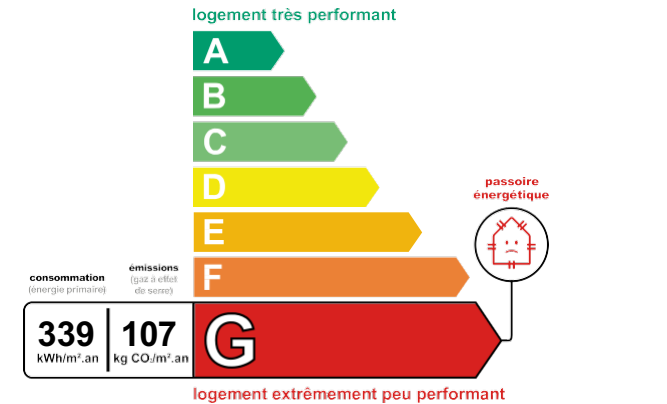 logement très performant
A
B
C
D
passoire
énergétique
E
émissions
consommation
(gaz à effet
(énergie primaire)
de serre)
F
339
107
kWh/m².an
kg CO₂/m².an
G
logement extrêmement peu performant